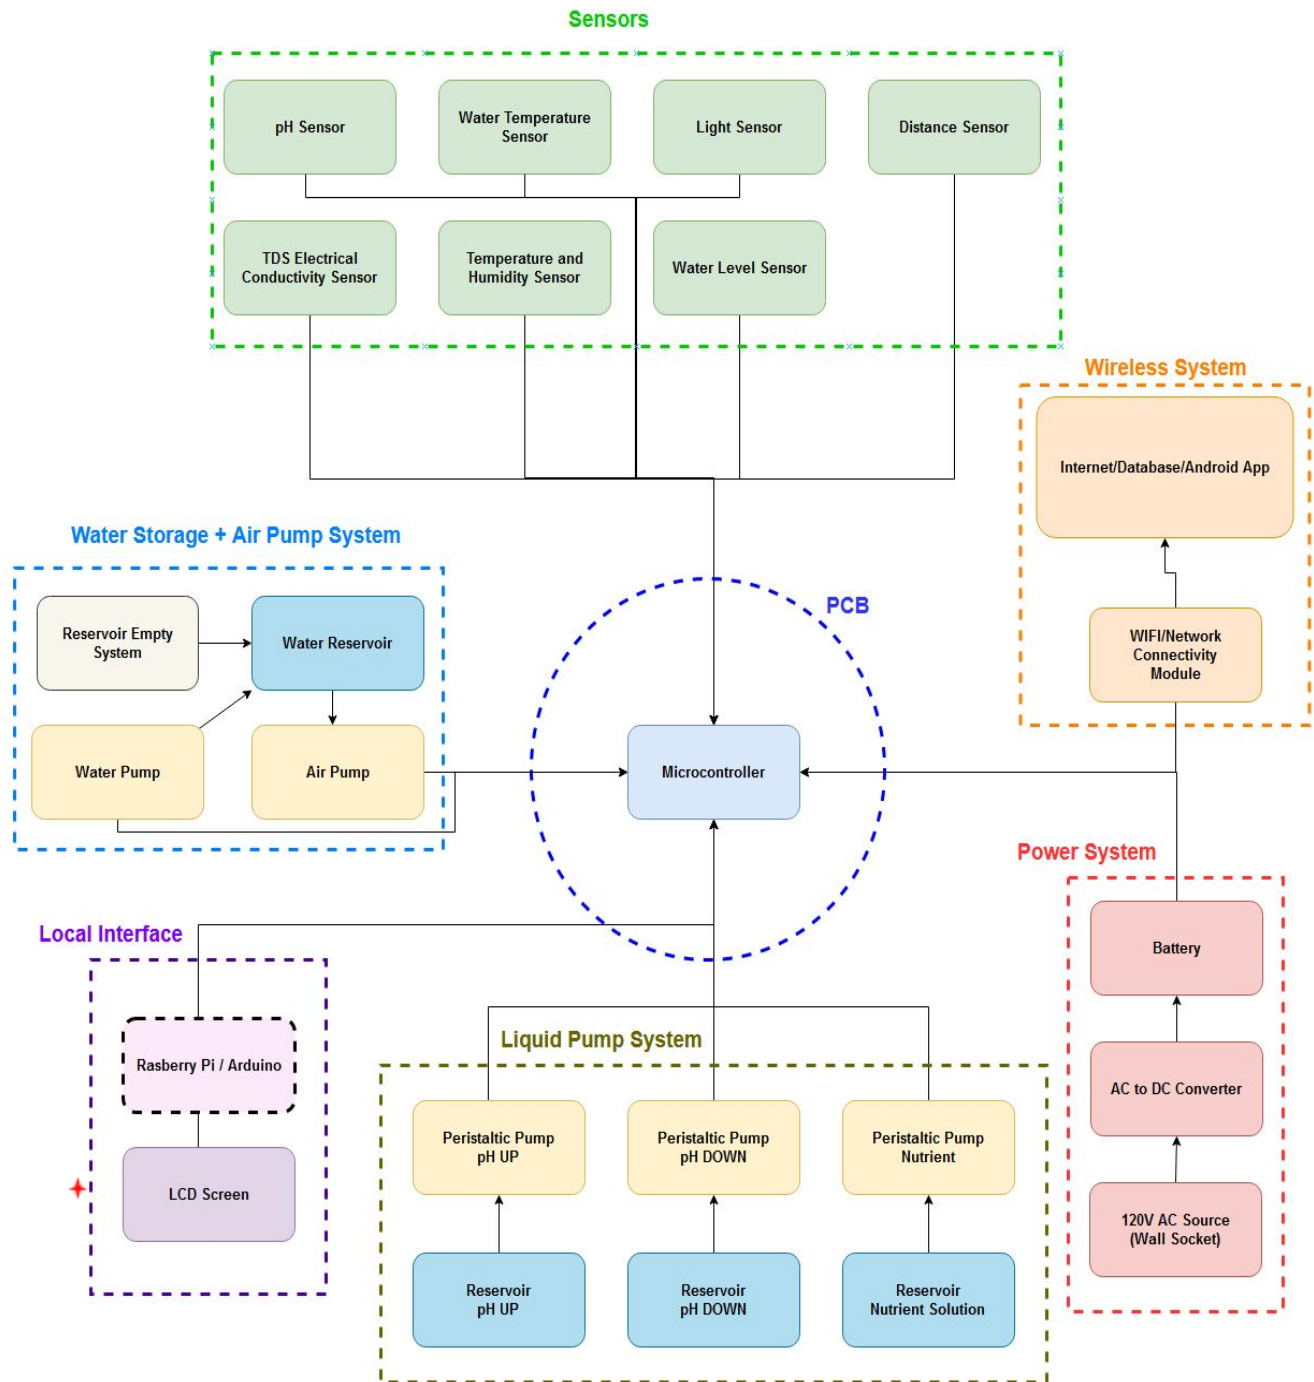 Sensors
pH Sensor
Water Temperature
Sensor
Light Sensor
Distance Sensor
TDS Electrical
Conductivity Sensor
Temperature and
Humidity Sensor
Water Level Sensor
Wireless System
Internet/Database/Android App
WIFI/Network
Connectivity
Module
Water Storage + Air Pump System
Reservoir Empty
System
Water Reservoir
Water Pump
Air Pump
PCB
Microcontroller
Power System
Battery
AC to DC Converter
120V AC Source
(Wall Socket)
Local Interface
Rasberry Pi / Arduino
LCD Screen
Liquid Pump System
Peristaltic Pump
pH UP
Peristaltic Pump
pH DOWN
Peristaltic Pump
Nutrient
Reservoir
pH UP
Reservoir
pH DOWN
Reservoir
Nutrient Solution